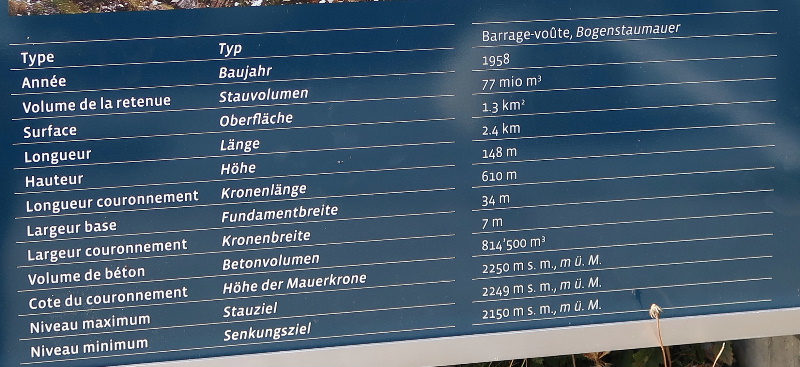 Type Typ Barrage-voûte, Bogenstaumauer
Année Baujahr 1958
Volume de la retenue Stauvolumen 77 mio m³
Surface Oberfläche 1.3 km²
Longueur Länge 2.4 km
Hauteur Höhe 148 m
Longueur couronnement Kronenlänge 610 m
Largeur base Fundamentbreite 34 m
Largeur couronnement Kronenbreite 7 m
Volume de béton Betonvolumen 814'500 m³
Cote du couronnement Höhe der Mauerkrone 2250 m s. m., m ü. M.
Niveau maximum Stauziel 2249 m s. m., m ü. M.
Niveau minimum Senkungsziel 2150 m s. m., m ü. M.